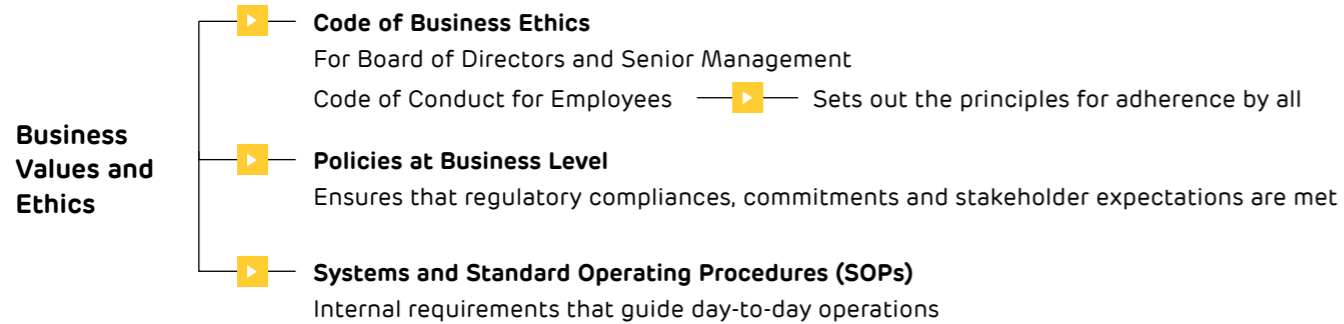 Business
Values and
Ethics
Code of Business Ethics
For Board of Directors and Senior Management
Code of Conduct for Employees
Sets out the principles for adherence by all
Policies at Business Level
Ensures that regulatory compliances, commitments and stakeholder expectations are met
Systems and Standard Operating Procedures (SOPs)
Internal requirements that guide day-to-day operations